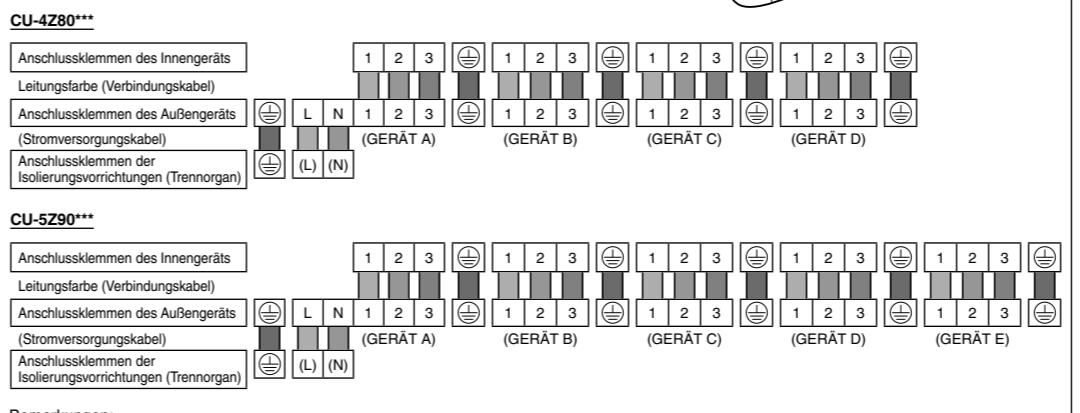 CU-4Z80***
Anschlussklemmen des Innengeräts 1 2 3 1 2 3 1 2 3 1 2 3
Leitungsfarbe (Verbindungskabel)
Anschlussklemmen des Außengeräts L N 1 2 3 1 2 3 1 2 3 1 2 3
(Stromversorgungskabel) (GERÄT A) (GERÄT B) (GERÄT C) (GERÄT D)
Anschlussklemmen der
Isolierungsvorrichtungen (Trennorgan) (L) (N)
CU-5Z90***
Anschlussklemmen des Innengeräts 1 2 3 1 2 3 1 2 3 1 2 3 1 2 3
Leitungsfarbe (Verbindungskabel)
Anschlussklemmen des Außengeräts L N 1 2 3 1 2 3 1 2 3 1 2 3 1 2 3
(Stromversorgungskabel) (GERÄT A) (GERÄT B) (GERÄT C) (GERÄT D) (GERÄT E)
Anschlussklemmen der
Isolierungsvorrichtungen (Trennorgan) (L) (N)